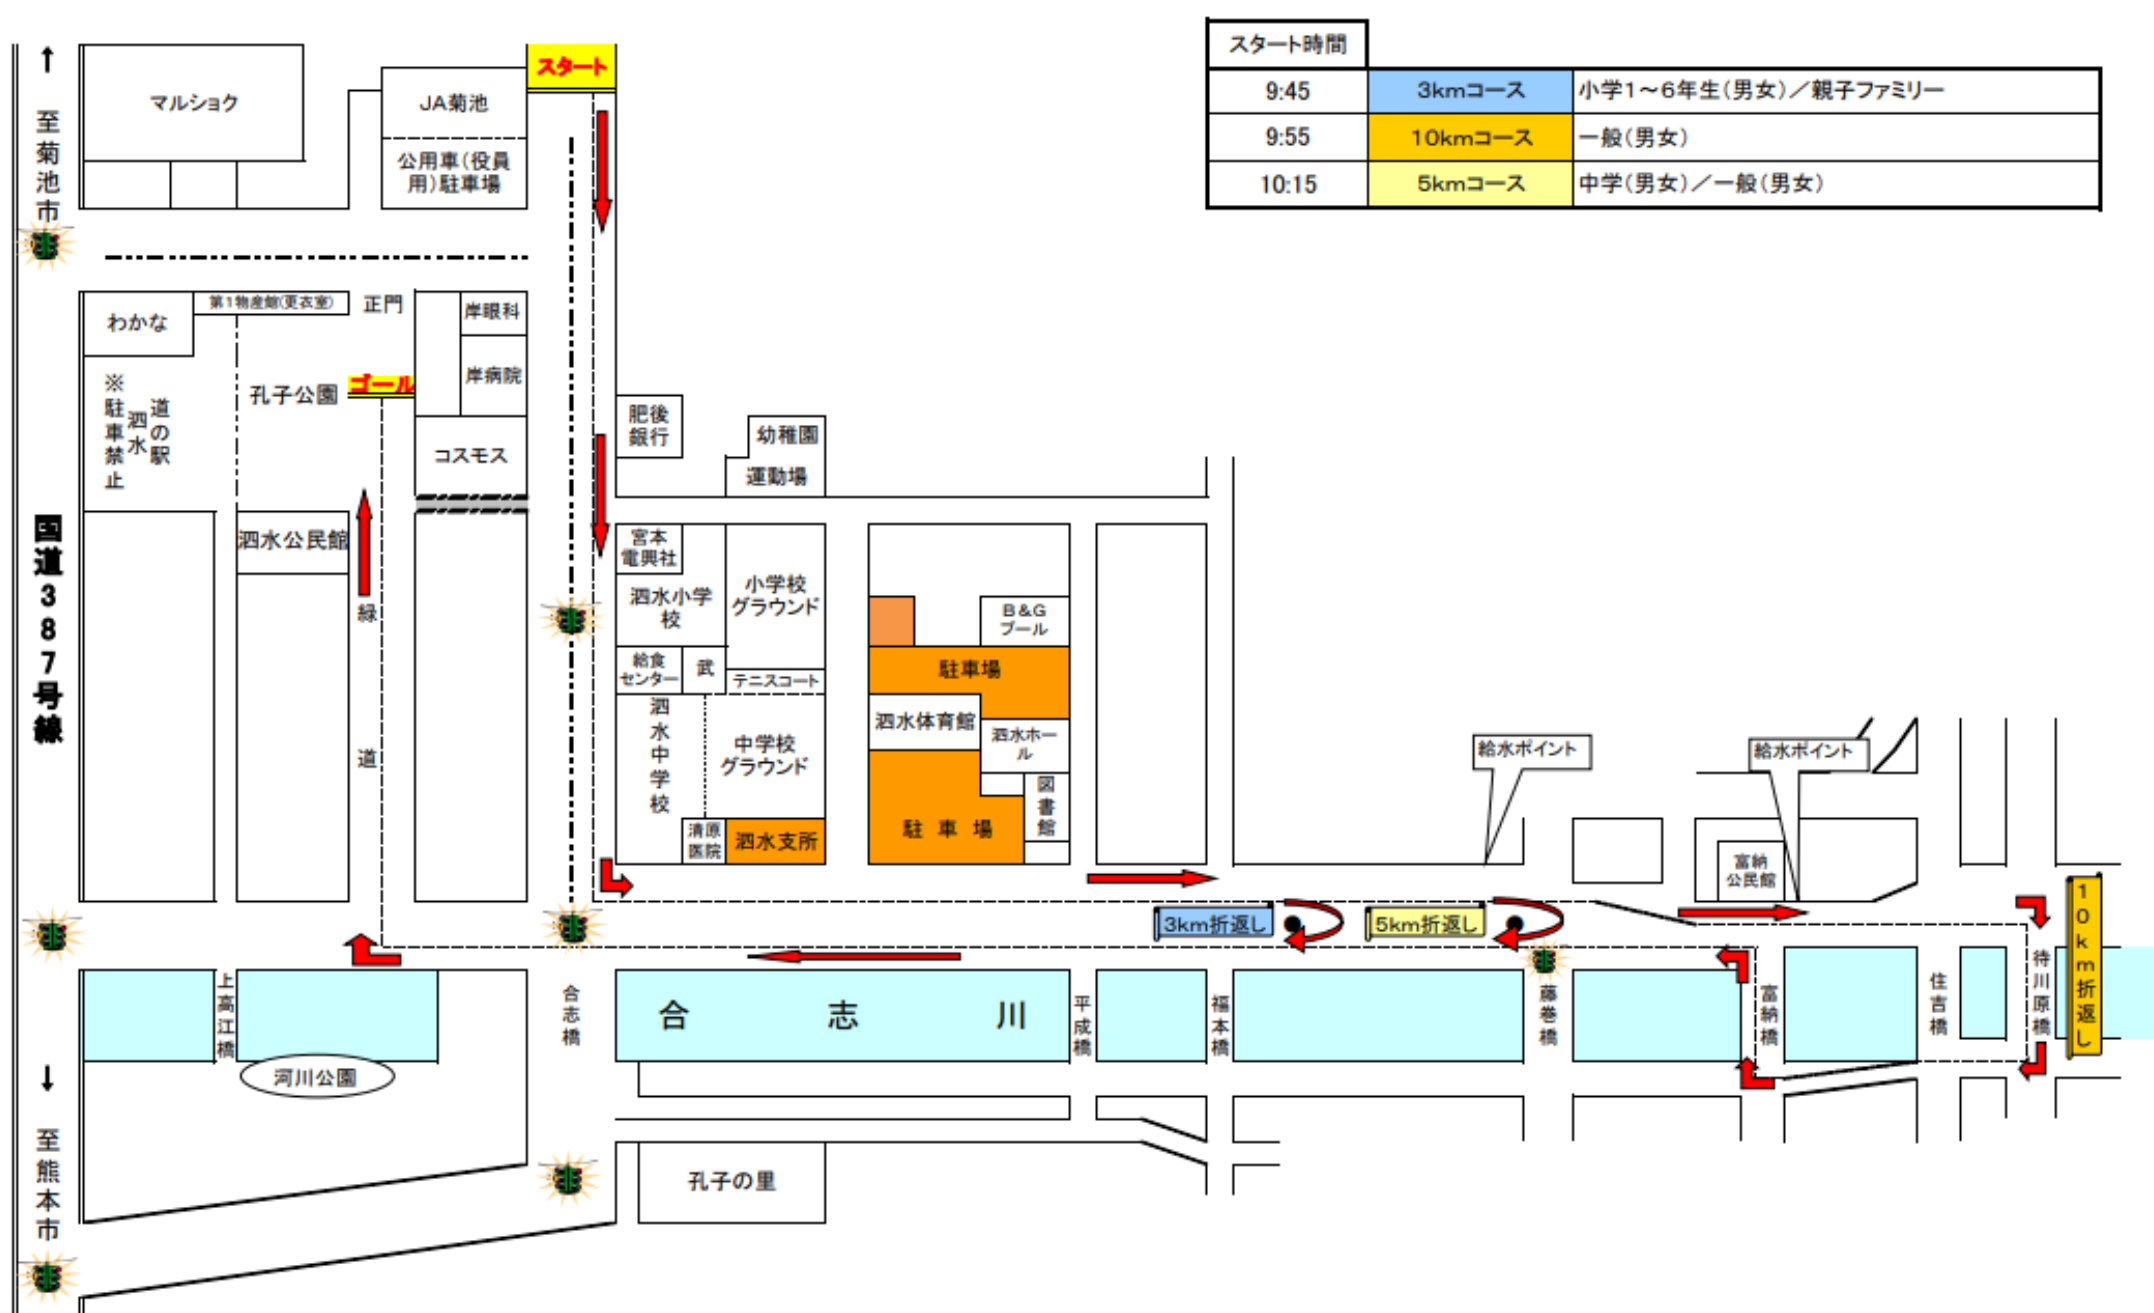 スタート時間
9:45 3kmコース 小学1～6年生(男女)／親子ファミリー
9:55 10kmコース 一般(男女)
10:15 5kmコース 中学(男女)／一般(男女)
↑
至菊池市
マルショク
JA菊池
公用車(役員
用)駐車場
スタート
わかな
第1物産館(更衣室)
正門
岸眼科
岸病院
孔子公園
ゴール
コスモス
道の駅
泗水
※駐車禁止
国道387号線
泗水公民館
緑道
肥後
銀行
幼稚園
運動場
宮本
電興社
泗水小学
校
小学校
グラウンド
給食
センター
武
テニスコート
泗水中学校
中学校
グラウンド
清原
医院
泗水支所
B&G
プール
駐車場
泗水体育館
泗水ホー
ル
図書館
駐車場
給水ポイント
給水ポイント
富納
公民館
3km折返し
5km折返し
10km折返し
上高江橋
合志橋
合志川
平成橋
福本橋
藤巻橋
富納橋
住吉橋
待川原橋
河川公園
孔子の里
↓
至熊本市